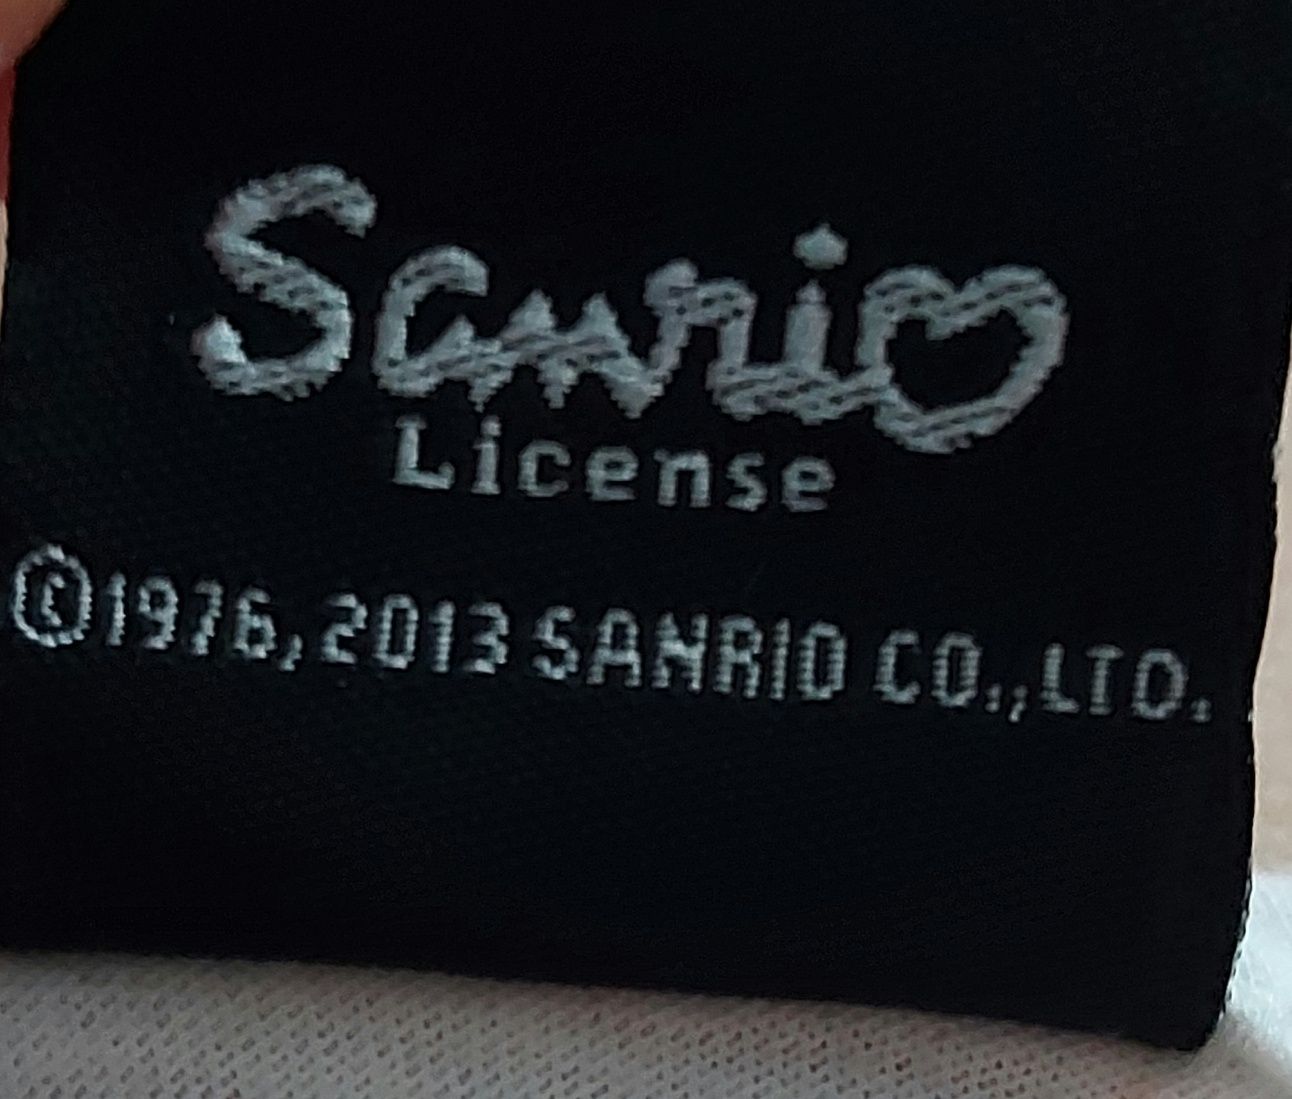 Sanrio
License
©1976, 2013 SANRIO CO.,LTD.